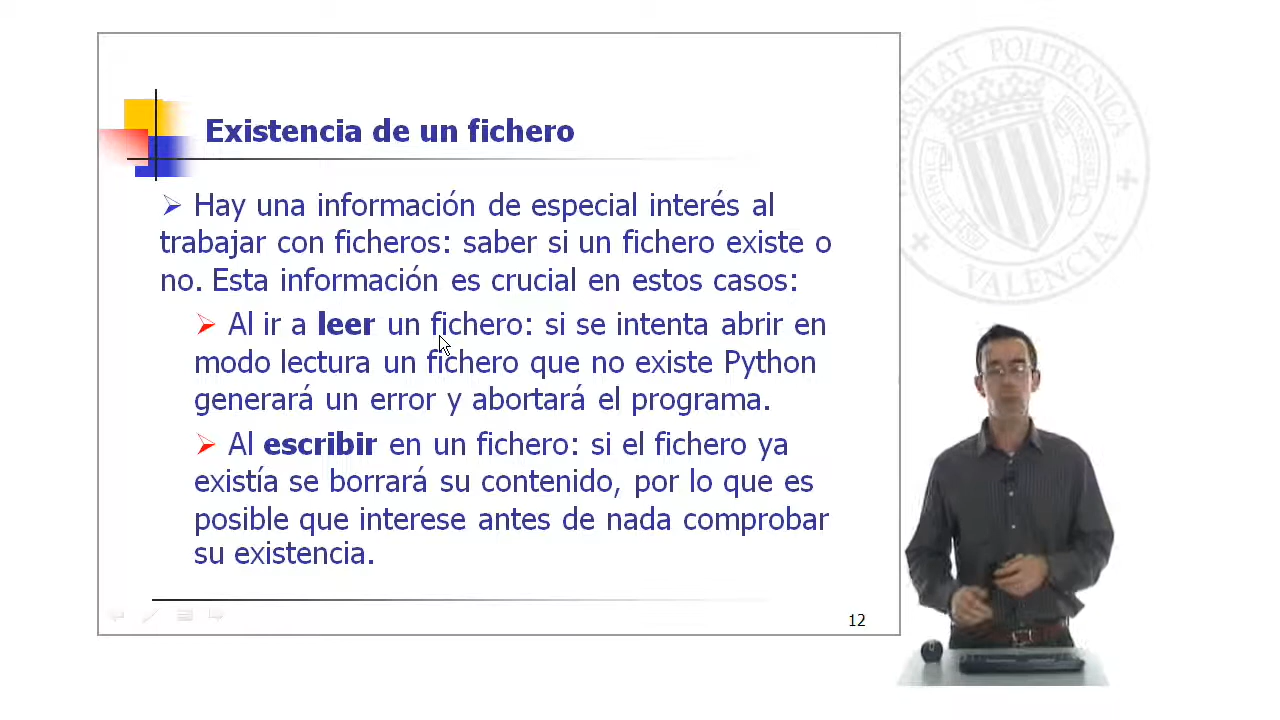 Existencia de un fichero
Hay una información de especial interés al
trabajar con ficheros: saber si un fichero existe o
no. Esta información es crucial en estos casos:
Al ir a leer un fichero: si se intenta abrir en
modo lectura un fichero que no existe Python
generará un error y abortará el programa.
Al escribir en un fichero: si el fichero ya
existía se borrará su contenido, por lo que es
posible que interese antes de nada comprobar
su existencia.
12
POLITECNICA
VALENCIA